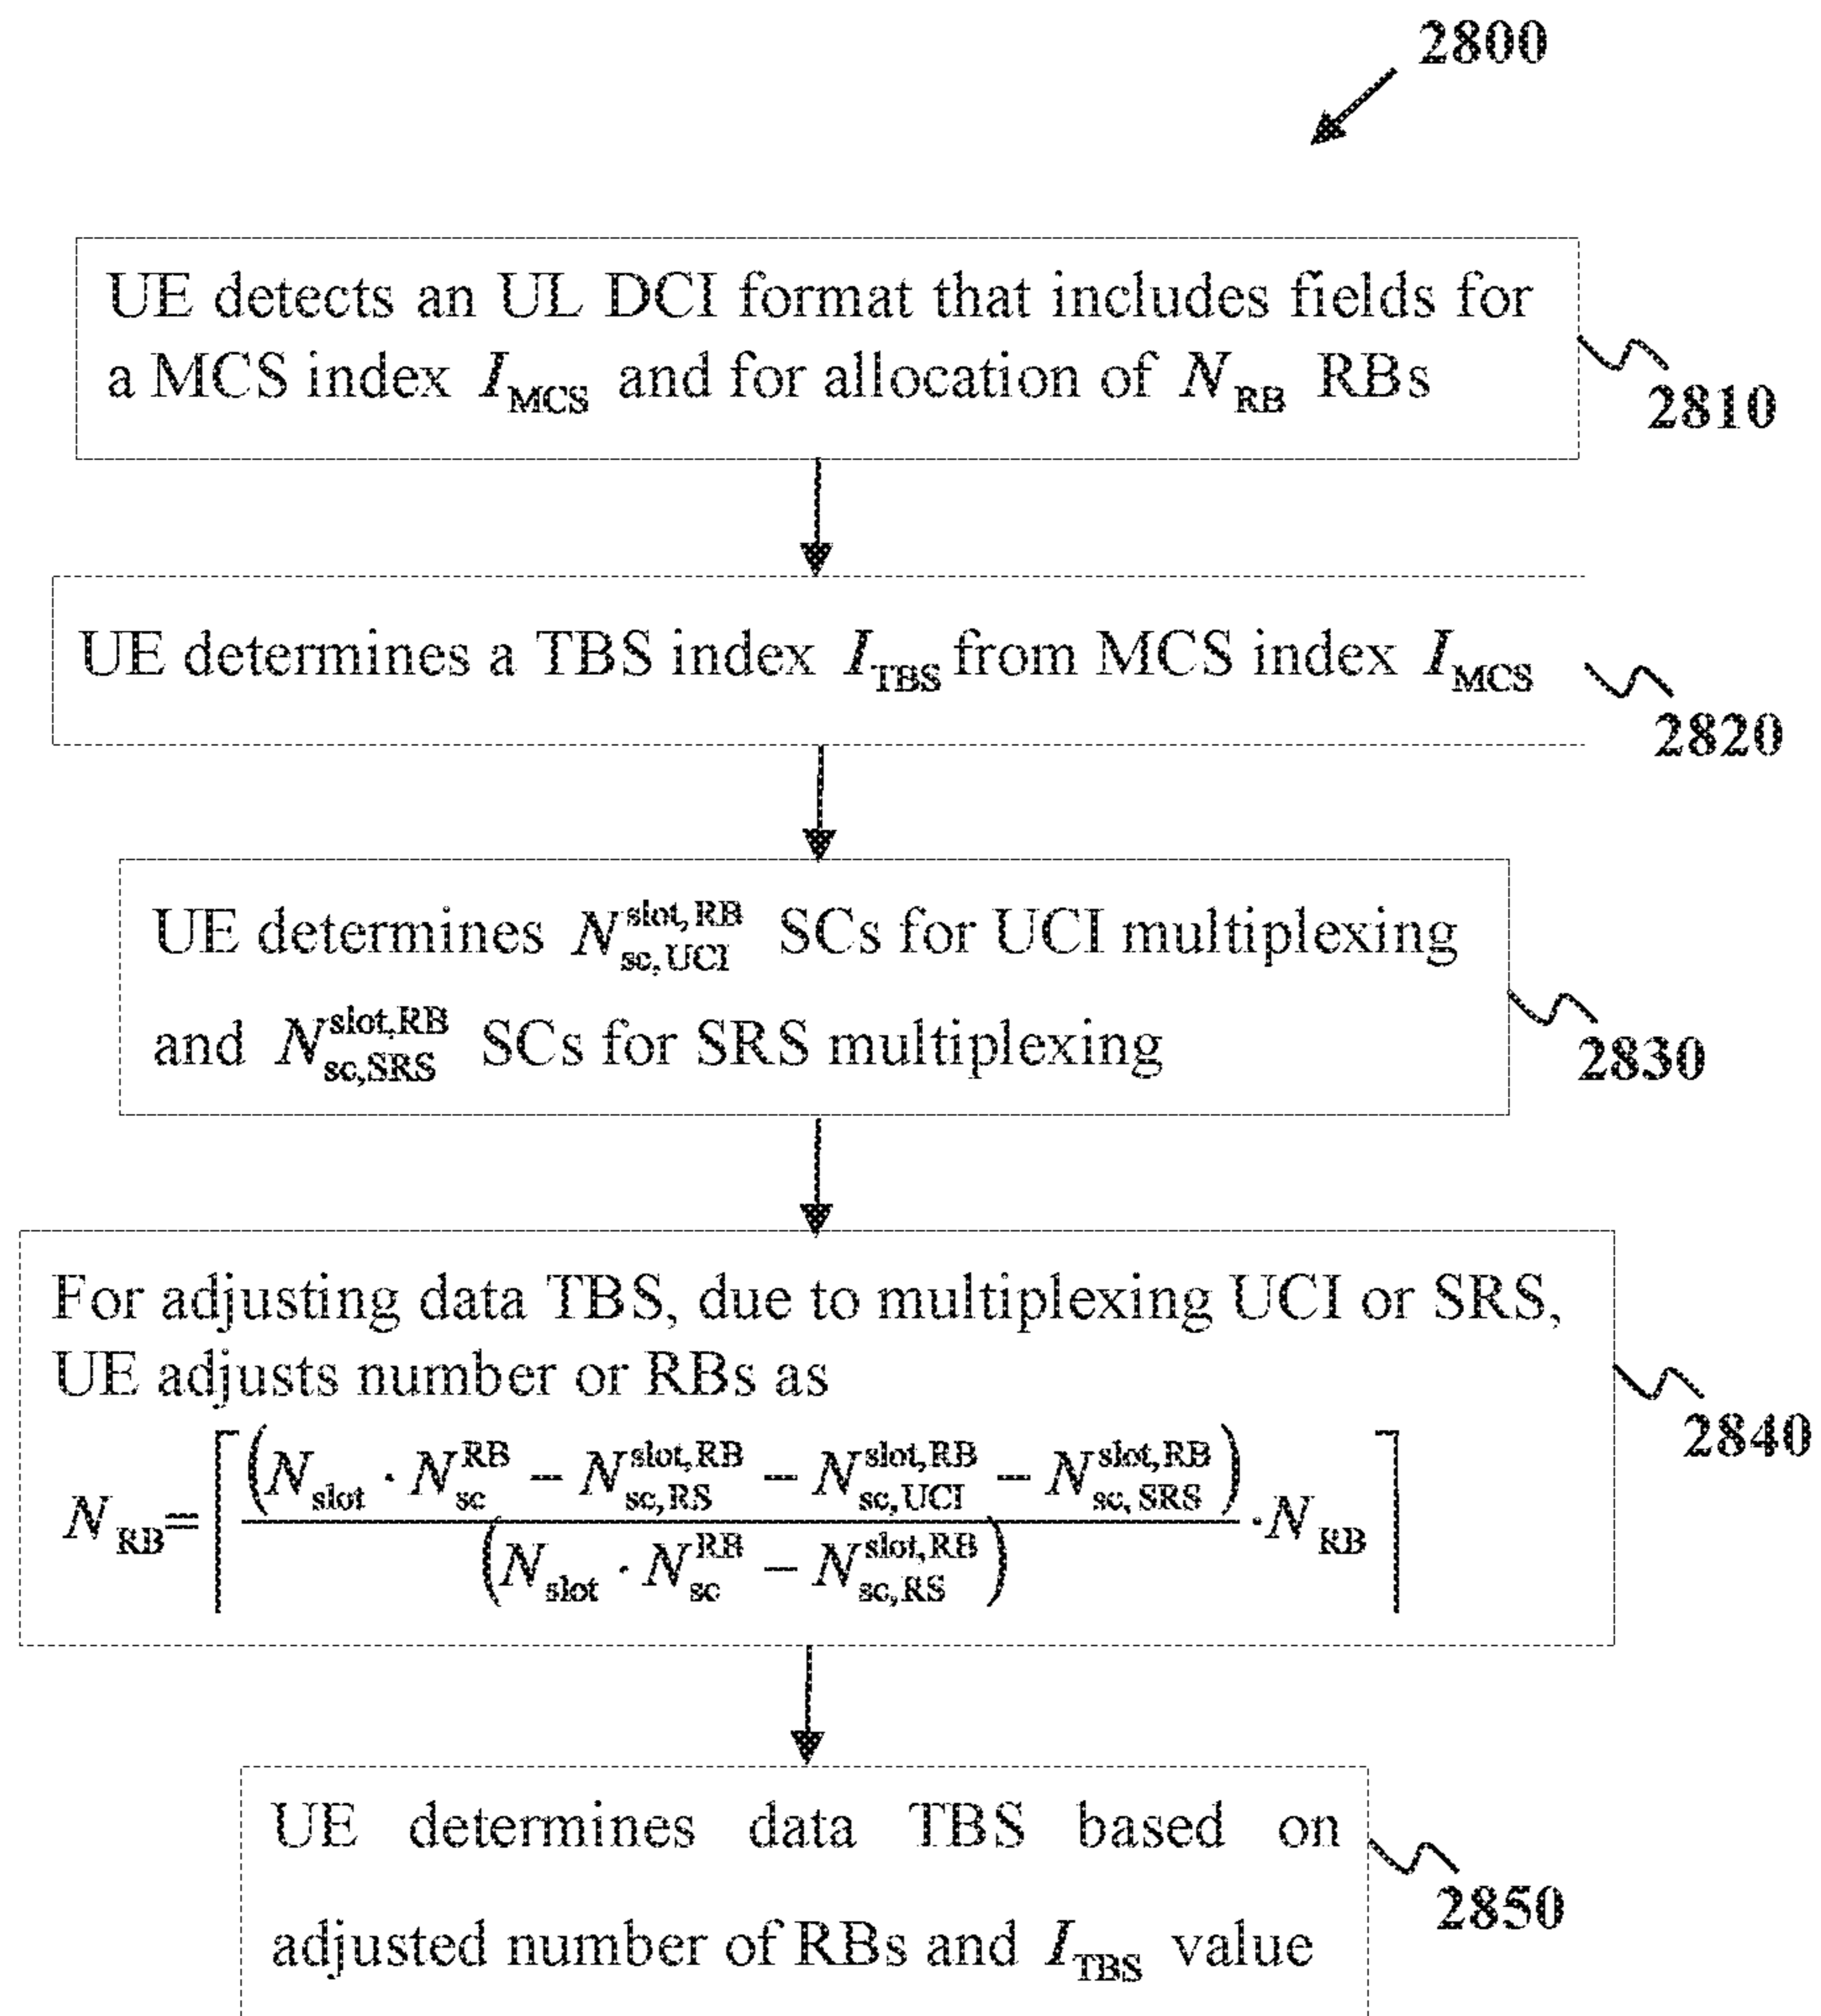 2800
UE detects an UL DCI format that includes fields for
a MCS index I_MCS and for allocation of N_RB RBs
2810
UE determines a TBS index I_TBS from MCS index I_MCS
2820
UE determines N_sc,UCI^slot,RB SCs for UCI multiplexing
and N_sc,SRS^slot,RB SCs for SRS multiplexing
2830
For adjusting data TBS, due to multiplexing UCI or SRS,
UE adjusts number or RBs as
N_RB = ⌈ (N_slot · N_sc^RB − N_sc,RS^slot,RB − N_sc,UCI^slot,RB − N_sc,SRS^slot,RB) / (N_slot · N_sc^RB − N_sc,RS^slot,RB) · N_RB ⌉
2840
UE determines data TBS based on
adjusted number of RBs and I_TBS value
2850